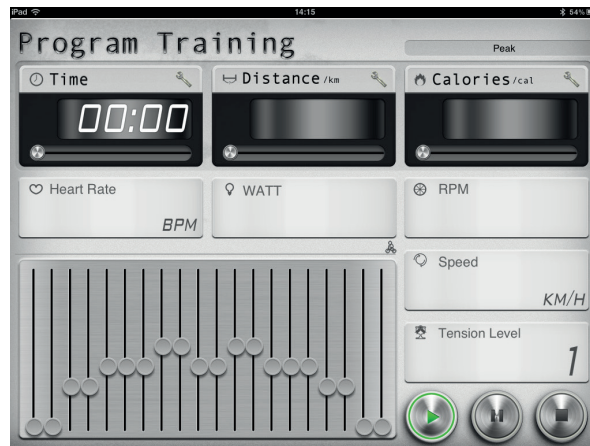 iPad 14:15 54%
Program Training
Peak
Time
Distance /km
Calories /cal
00:00
Heart Rate
BPM
WATT
RPM
Speed
KM/H
Tension Level
1